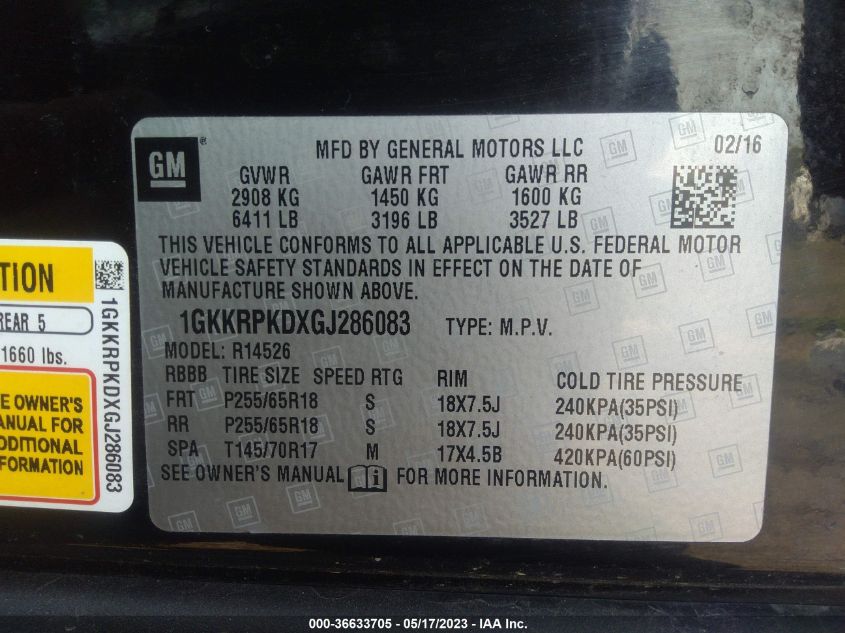 GM ® MFD BY GENERAL MOTORS LLC 02/16
GVWR GAWR FRT GAWR RR
2908 KG 1450 KG 1600 KG
6411 LB 3196 LB 3527 LB
THIS VEHICLE CONFORMS TO ALL APPLICABLE U.S. FEDERAL MOTOR
VEHICLE SAFETY STANDARDS IN EFFECT ON THE DATE OF
MANUFACTURE SHOWN ABOVE.
1GKKRPKDXGJ286083 TYPE: M.P.V.
MODEL: R14526
RBBB TIRE SIZE SPEED RTG RIM COLD TIRE PRESSURE
FRT P255/65R18 S 18X7.5J 240KPA(35PSI)
RR P255/65R18 S 18X7.5J 240KPA(35PSI)
SPA T145/70R17 M 17X4.5B 420KPA(60PSI)
SEE OWNER'S MANUAL FOR MORE INFORMATION.
TION
REAR 5
1660 lbs.
E OWNER'S
ANUAL FOR
DDITIONAL
FORMATION
1GKKRPKDXGJ286083
000-36633705 - 05/17/2023 - IAA Inc.